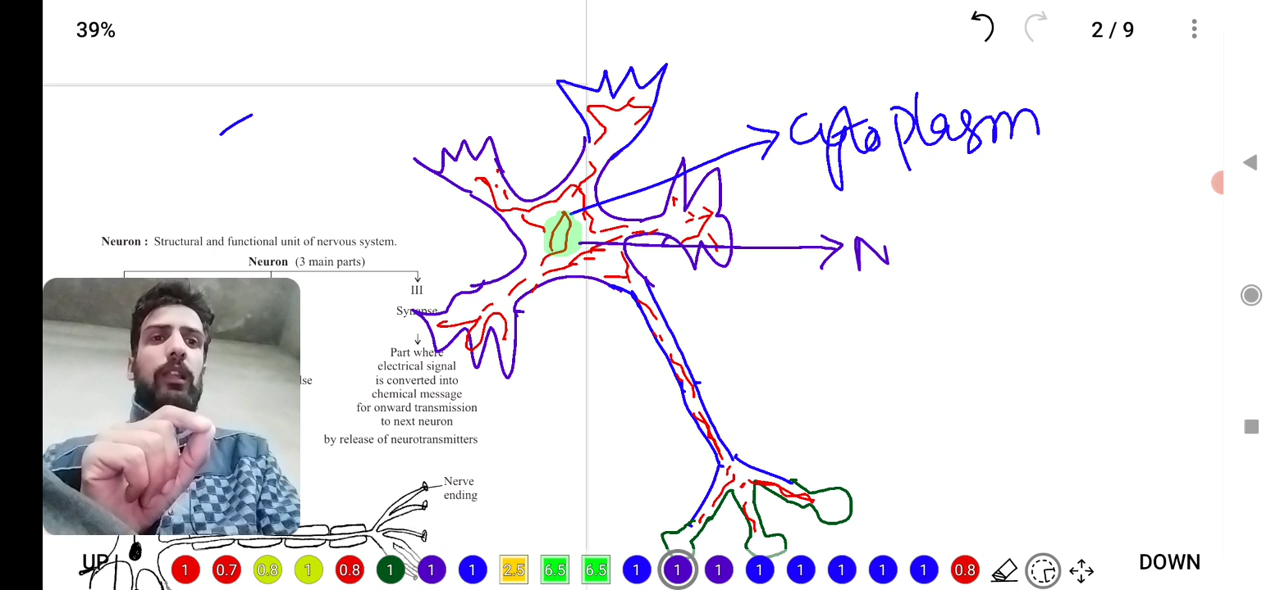 39%
2 / 9
Cytoplasm
N
Neuron : Structural and functional unit of nervous system.
Neuron (3 main parts)
III
Synapse
Part where
electrical signal
is converted into
chemical message
for onward transmission
to next neuron
by release of neurotransmitters
lse
Nerve
ending
UP
1 0.7 0.8 1 0.8 1 1 1 2.5 6.5 6.5 1 1 1 1 1 1 1 1 0.8
DOWN